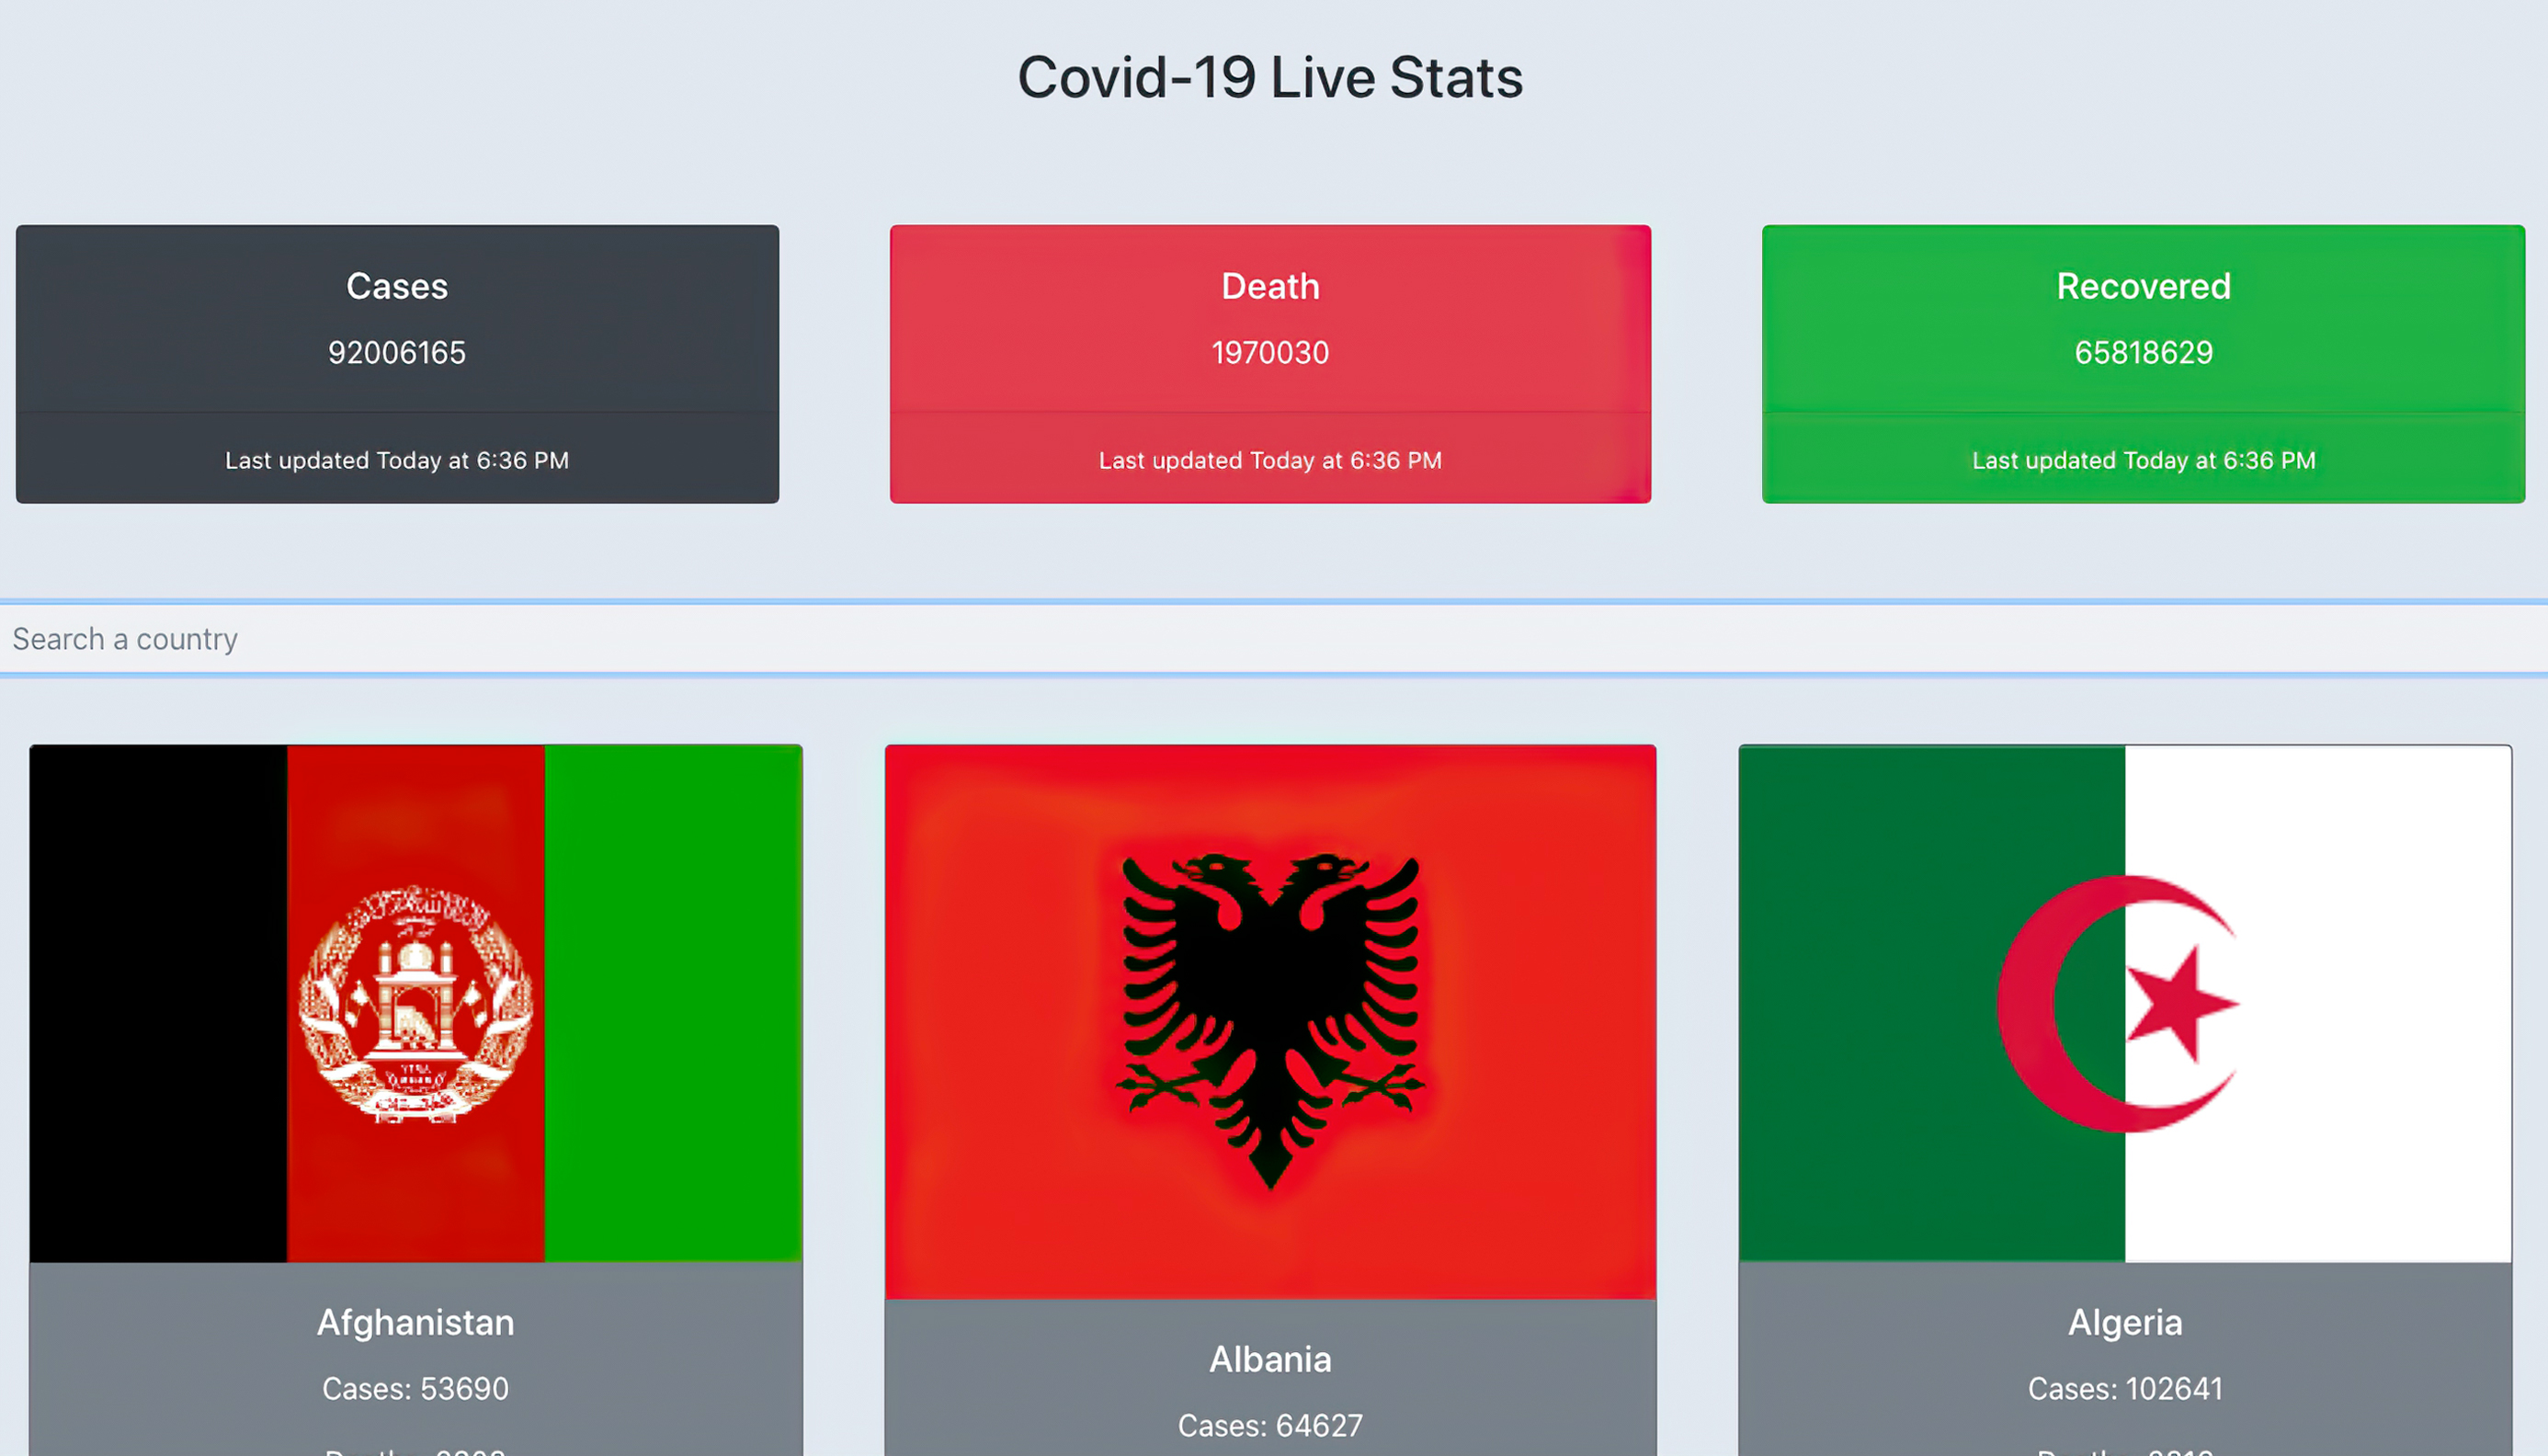 Covid-19 Live Stats
Cases
92006165
Last updated Today at 6:36 PM
Death
1970030
Last updated Today at 6:36 PM
Recovered
65818629
Last updated Today at 6:36 PM
Search a country
Afghanistan
Cases: 53690
Albania
Cases: 64627
Algeria
Cases: 102641